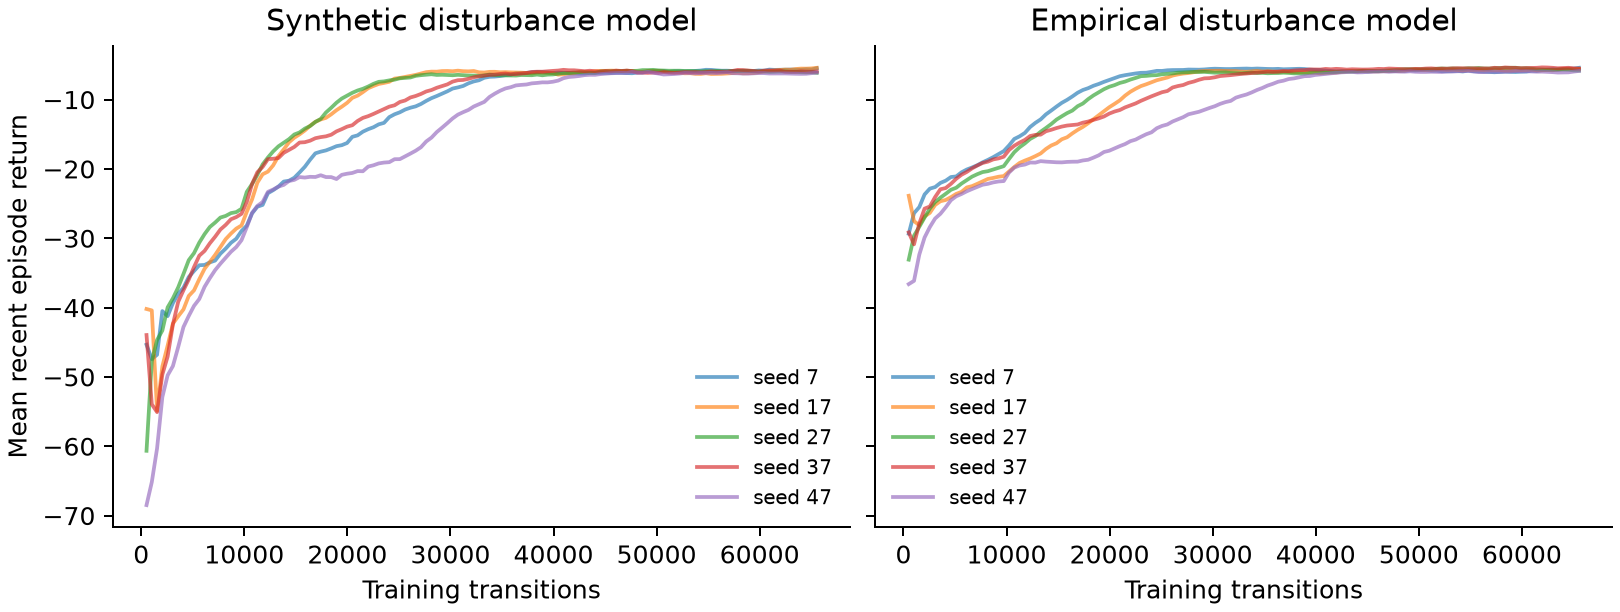 Synthetic disturbance model
Mean recent episode return
−10
−20
−30
−40
−50
−60
−70
seed 7
seed 17
seed 27
seed 37
seed 47
0 10000 20000 30000 40000 50000 60000
Training transitions
Empirical disturbance model
seed 7
seed 17
seed 27
seed 37
seed 47
0 10000 20000 30000 40000 50000 60000
Training transitions